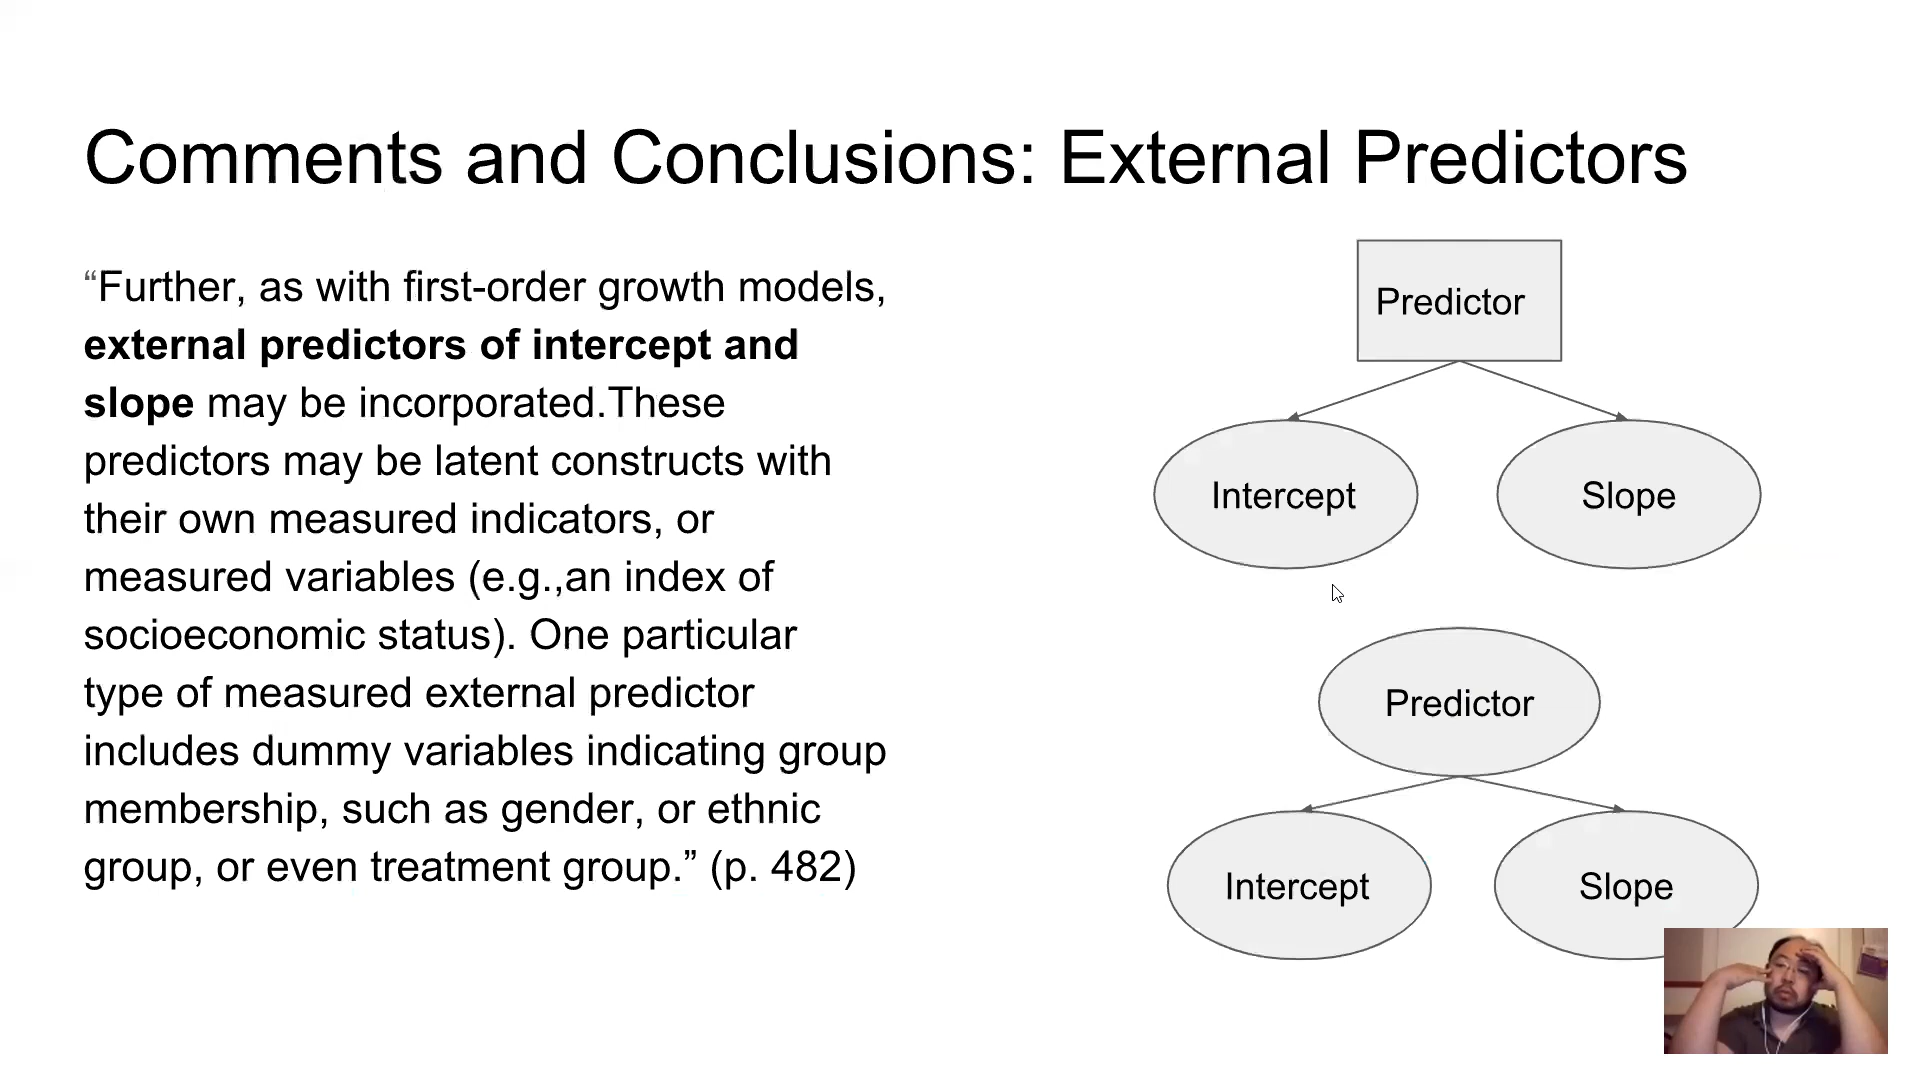 Comments and Conclusions: External Predictors
“Further, as with first-order growth models,
external predictors of intercept and
slope may be incorporated.These
predictors may be latent constructs with
their own measured indicators, or
measured variables (e.g.,an index of
socioeconomic status). One particular
type of measured external predictor
includes dummy variables indicating group
membership, such as gender, or ethnic
group, or even treatment group.” (p. 482)
Predictor
Intercept
Slope
Predictor
Intercept
Slope